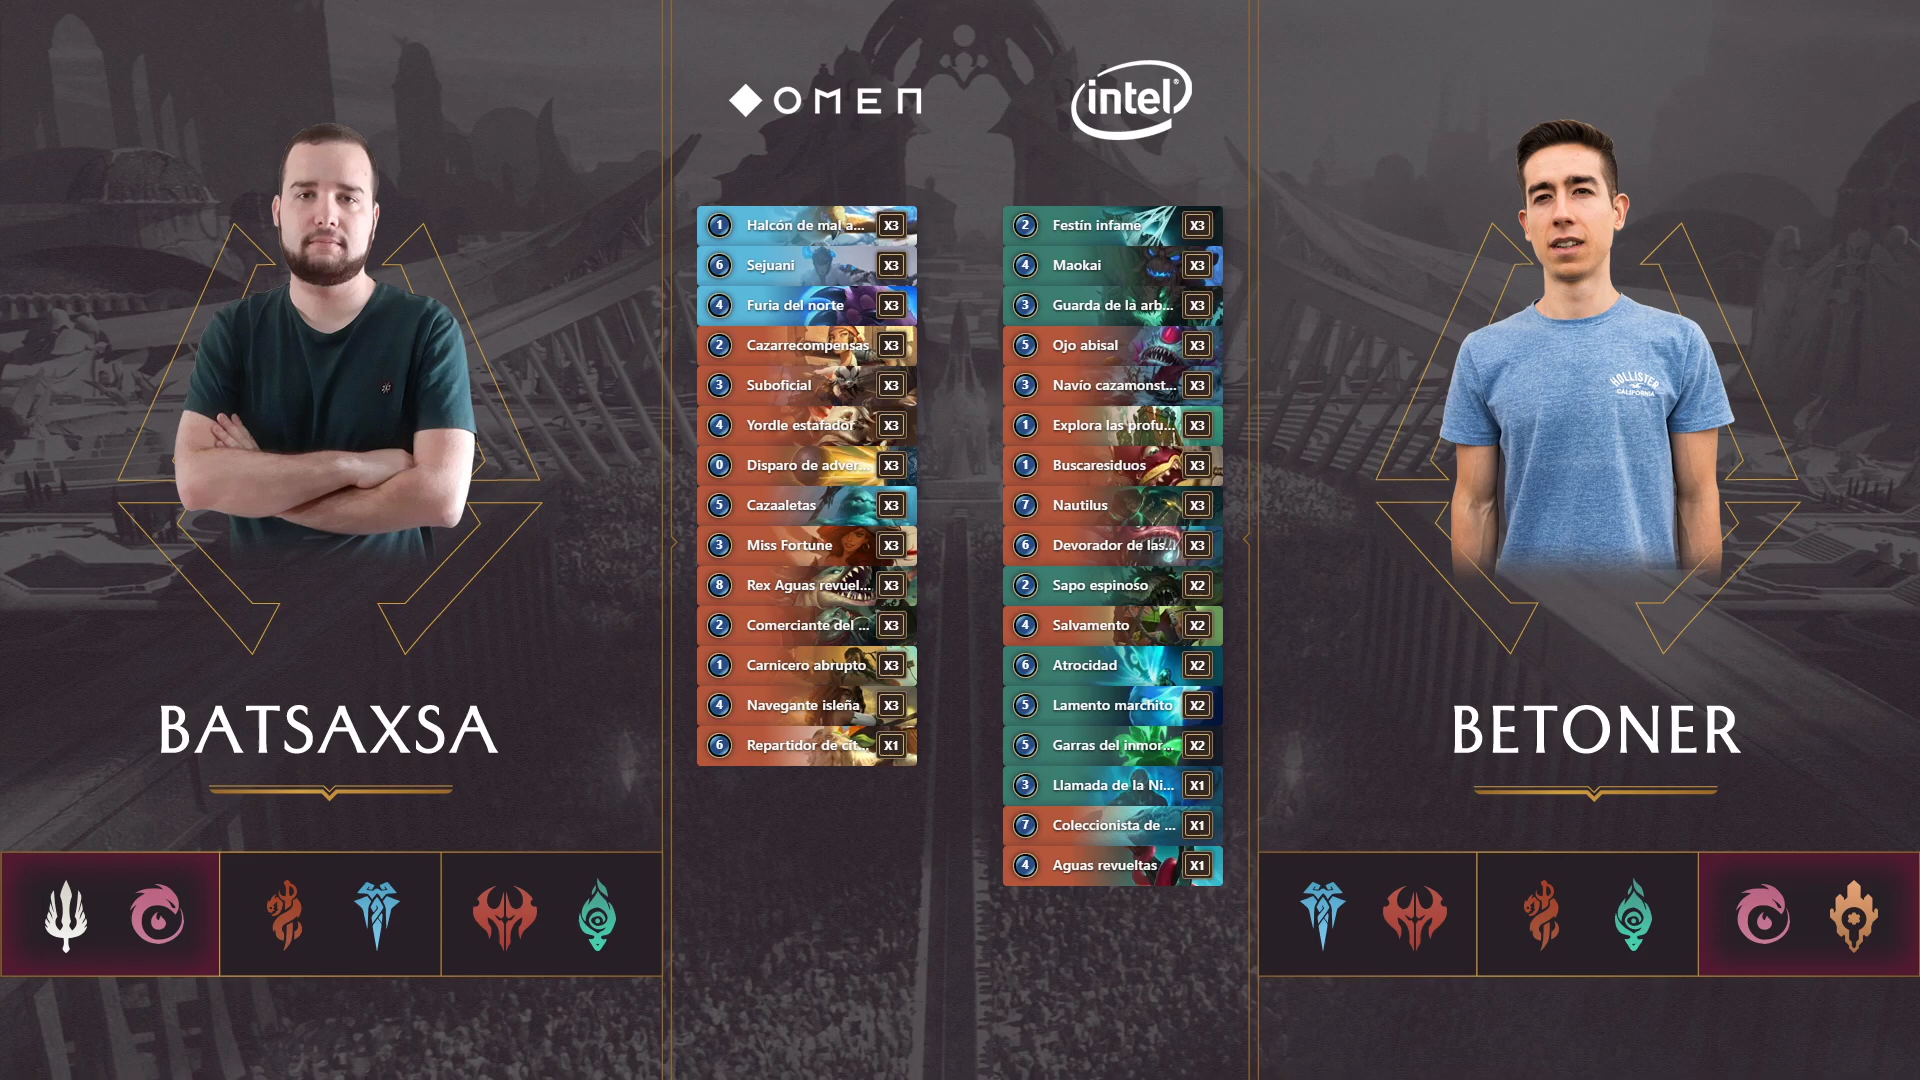 OMEN
intel
1 Halcón de mal a... X3
6 Sejuani X3
4 Furia del norte X3
2 Cazarrecompensas X3
3 Suboficial X3
4 Yordle estafador X3
0 Disparo de adver... X3
5 Cazaaletas X3
3 Miss Fortune X3
8 Rex Aguas revuel... X3
2 Comerciante del ... X3
1 Carnicero abrupto X3
4 Navegante isleña X3
6 Repartidor de cít... X1
2 Festín infame X3
4 Maokai X3
3 Guarda de la arb... X3
5 Ojo abisal X3
3 Navío cazamonst... X3
1 Explora las profu... X3
1 Buscaresiduos X3
7 Nautilus X3
6 Devorador de las... X3
2 Sapo espinoso X2
4 Salvamento X2
6 Atrocidad X2
5 Lamento marchito X2
5 Garras del inmor... X2
3 Llamada de la Ni... X1
7 Coleccionista de ... X1
4 Aguas revueltas X1
HOLLISTER
CALIFORNIA
BATSAXSA
BETONER